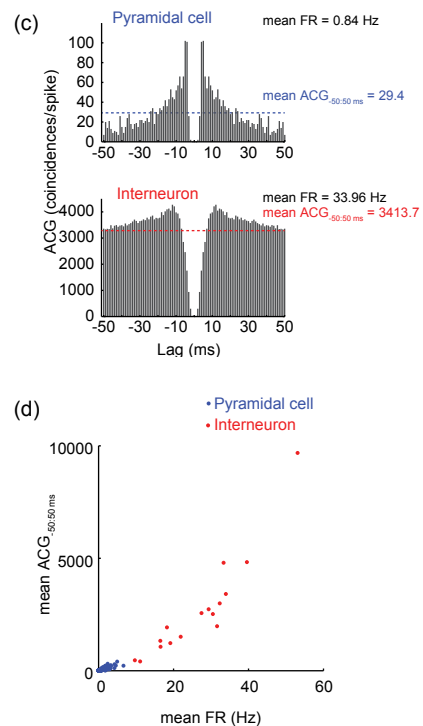 (c)
Pyramidal cell
mean FR = 0.84 Hz
mean ACG-50:50 ms = 29.4
100
80
60
40
20
0
-50 -30 -10 10 30 50
Interneuron
mean FR = 33.96 Hz
mean ACG-50:50 ms = 3413.7
4000
3000
2000
1000
0
-50 -30 -10 10 30 50
Lag (ms)
ACG (coincidences/spike)
(d)
Pyramidal cell
Interneuron
10000
5000
0
0 20 40 60
mean FR (Hz)
mean ACG-50:50 ms